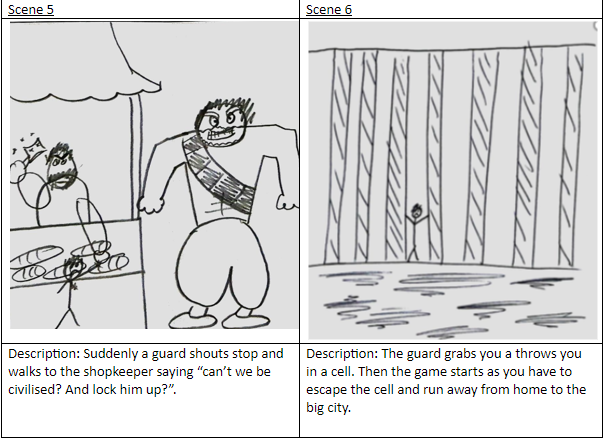 Scene 5
Scene 6
Description: Suddenly a guard shouts stop and
walks to the shopkeeper saying “can’t we be
civilised? And lock him up?”.
Description: The guard grabs you a throws you
in a cell. Then the game starts as you have to
escape the cell and run away from home to the
big city.